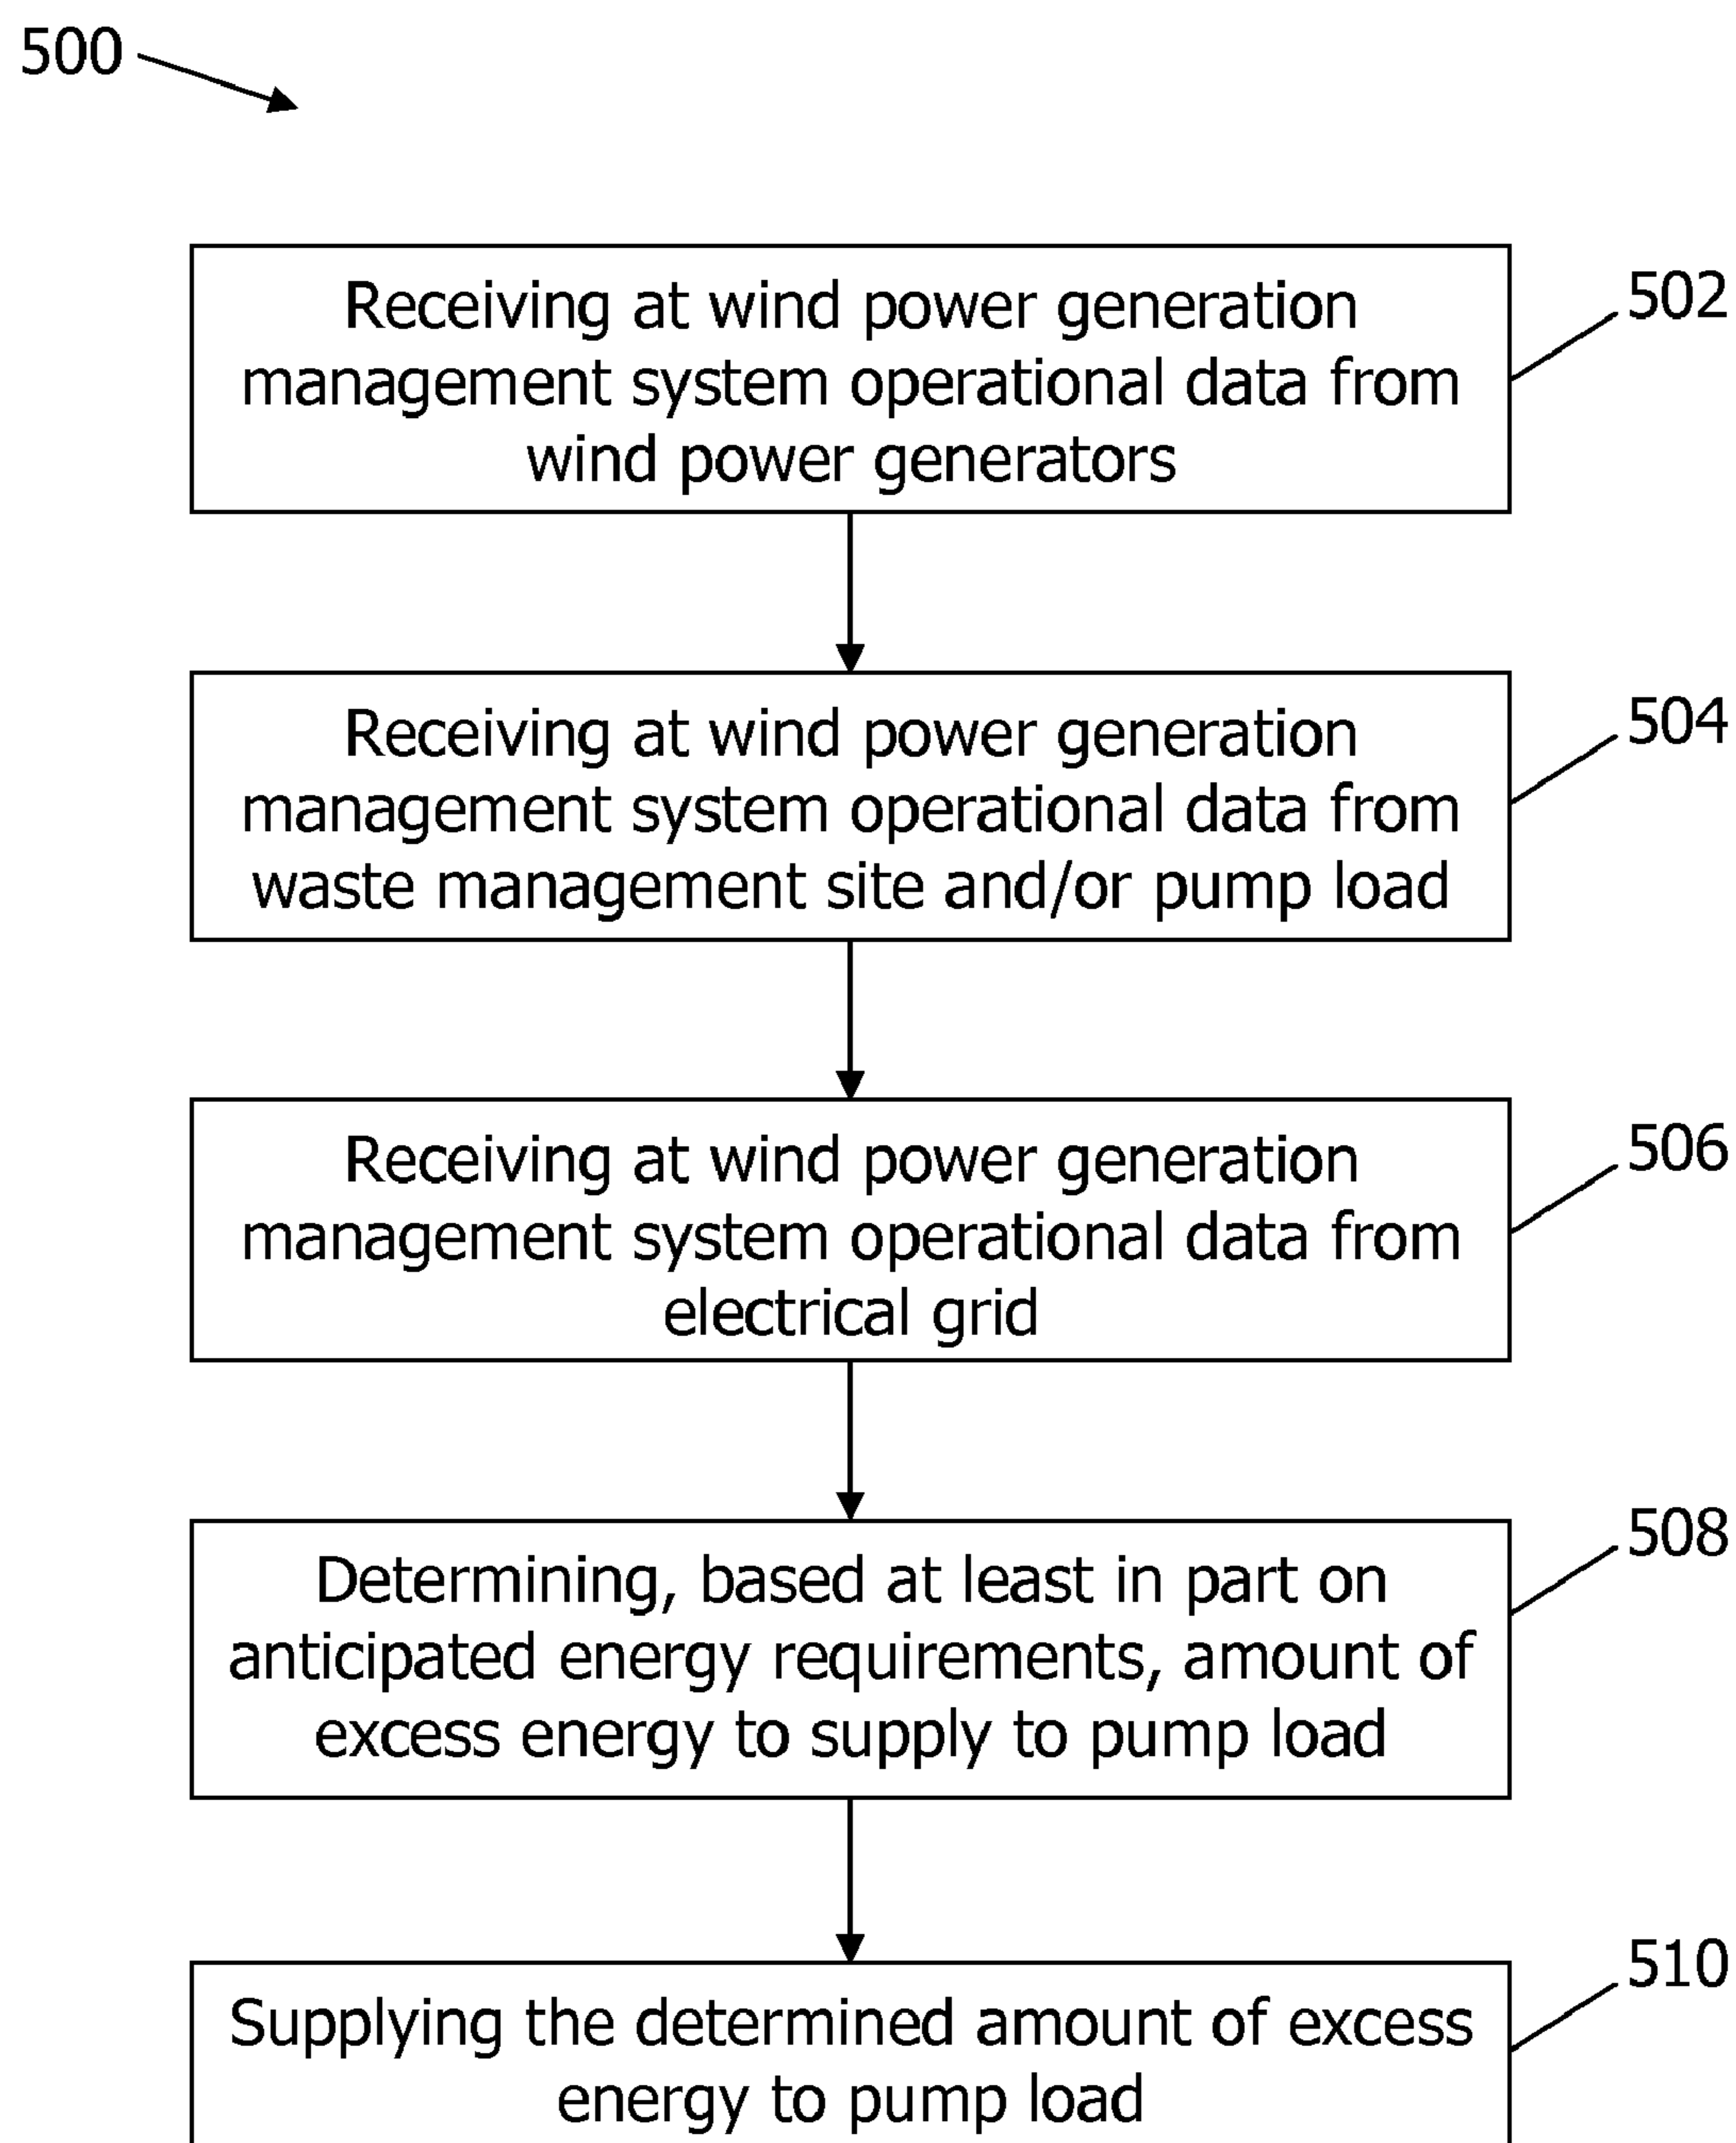 500
Receiving at wind power generation
management system operational data from
wind power generators
502
Receiving at wind power generation
management system operational data from
waste management site and/or pump load
504
Receiving at wind power generation
management system operational data from
electrical grid
506
Determining, based at least in part on
anticipated energy requirements, amount of
excess energy to supply to pump load
508
Supplying the determined amount of excess
energy to pump load
510